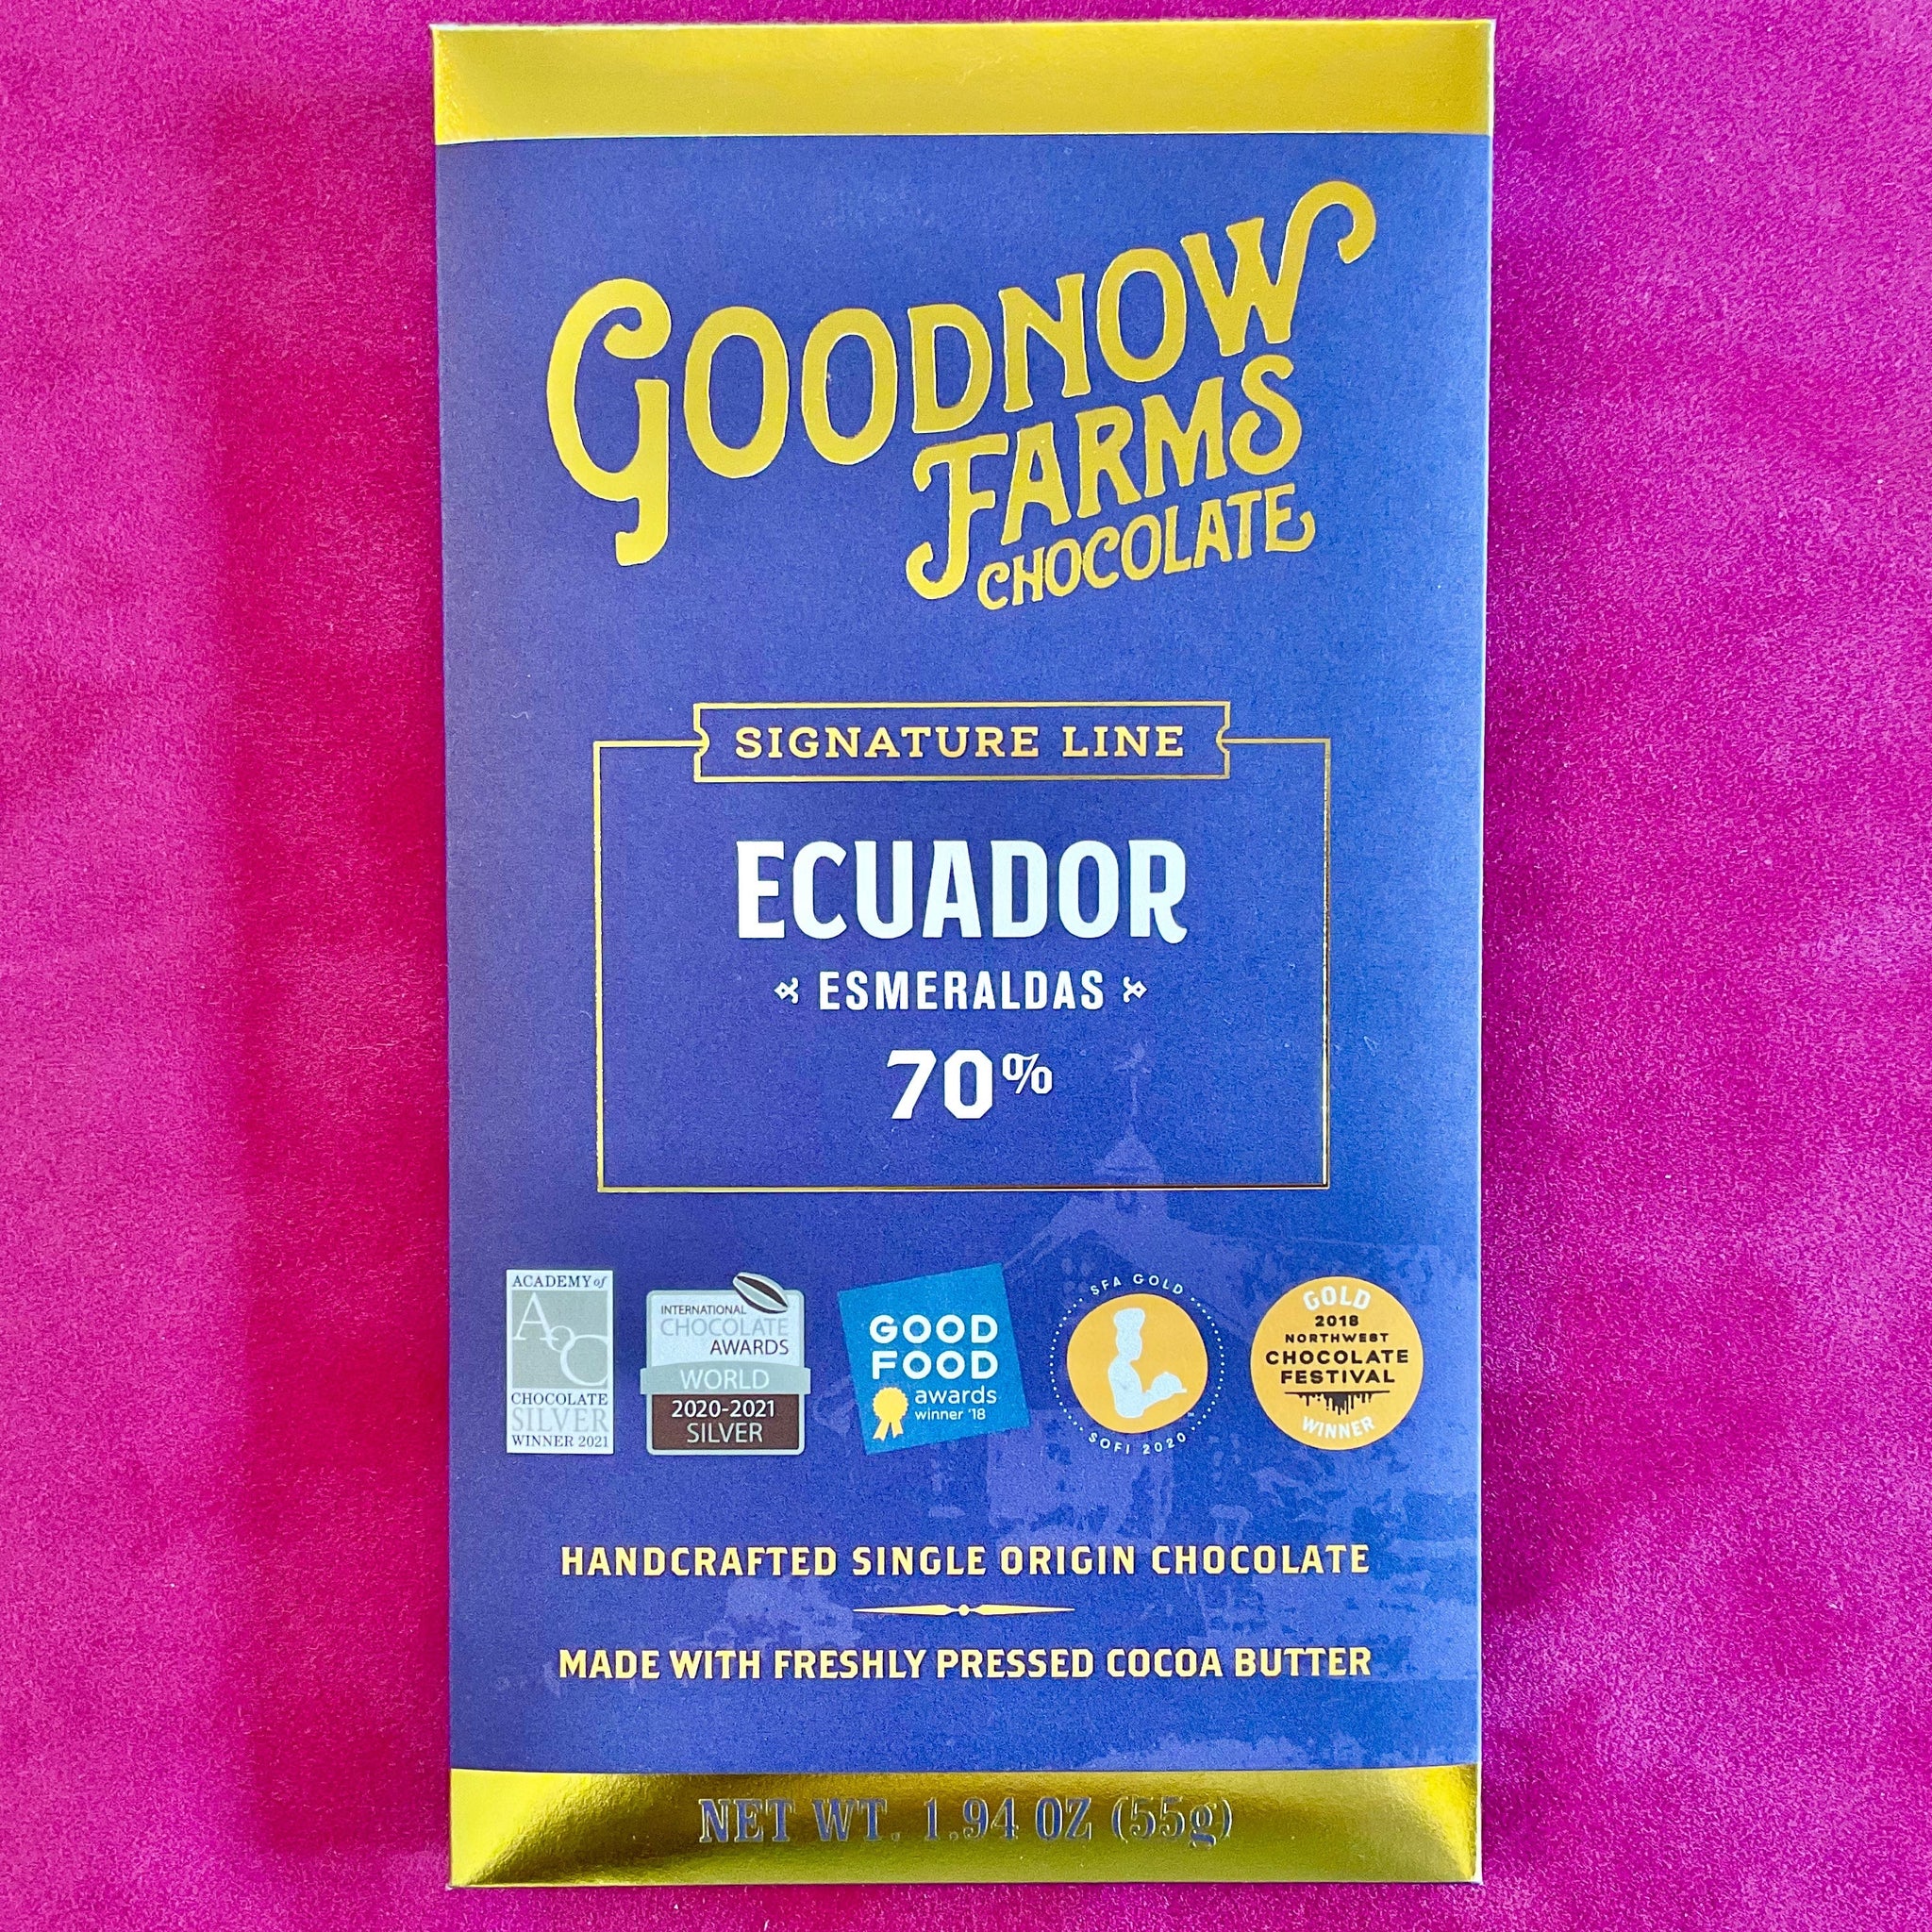 GOODNOW
FARMS
CHOCOLATE
SIGNATURE LINE
ECUADOR
ESMERALDAS
70%
ACADEMY of
AoC
CHOCOLATE
SILVER
WINNER 2021
INTERNATIONAL
CHOCOLATE
AWARDS
WORLD
2020-2021
SILVER
GOOD
FOOD
awards
winner '18
SFA GOLD
SOFI 2020
GOLD
2018
NORTHWEST
CHOCOLATE
FESTIVAL
WINNER
HANDCRAFTED SINGLE ORIGIN CHOCOLATE
MADE WITH FRESHLY PRESSED COCOA BUTTER
NET WT. 1.94 OZ (55g)